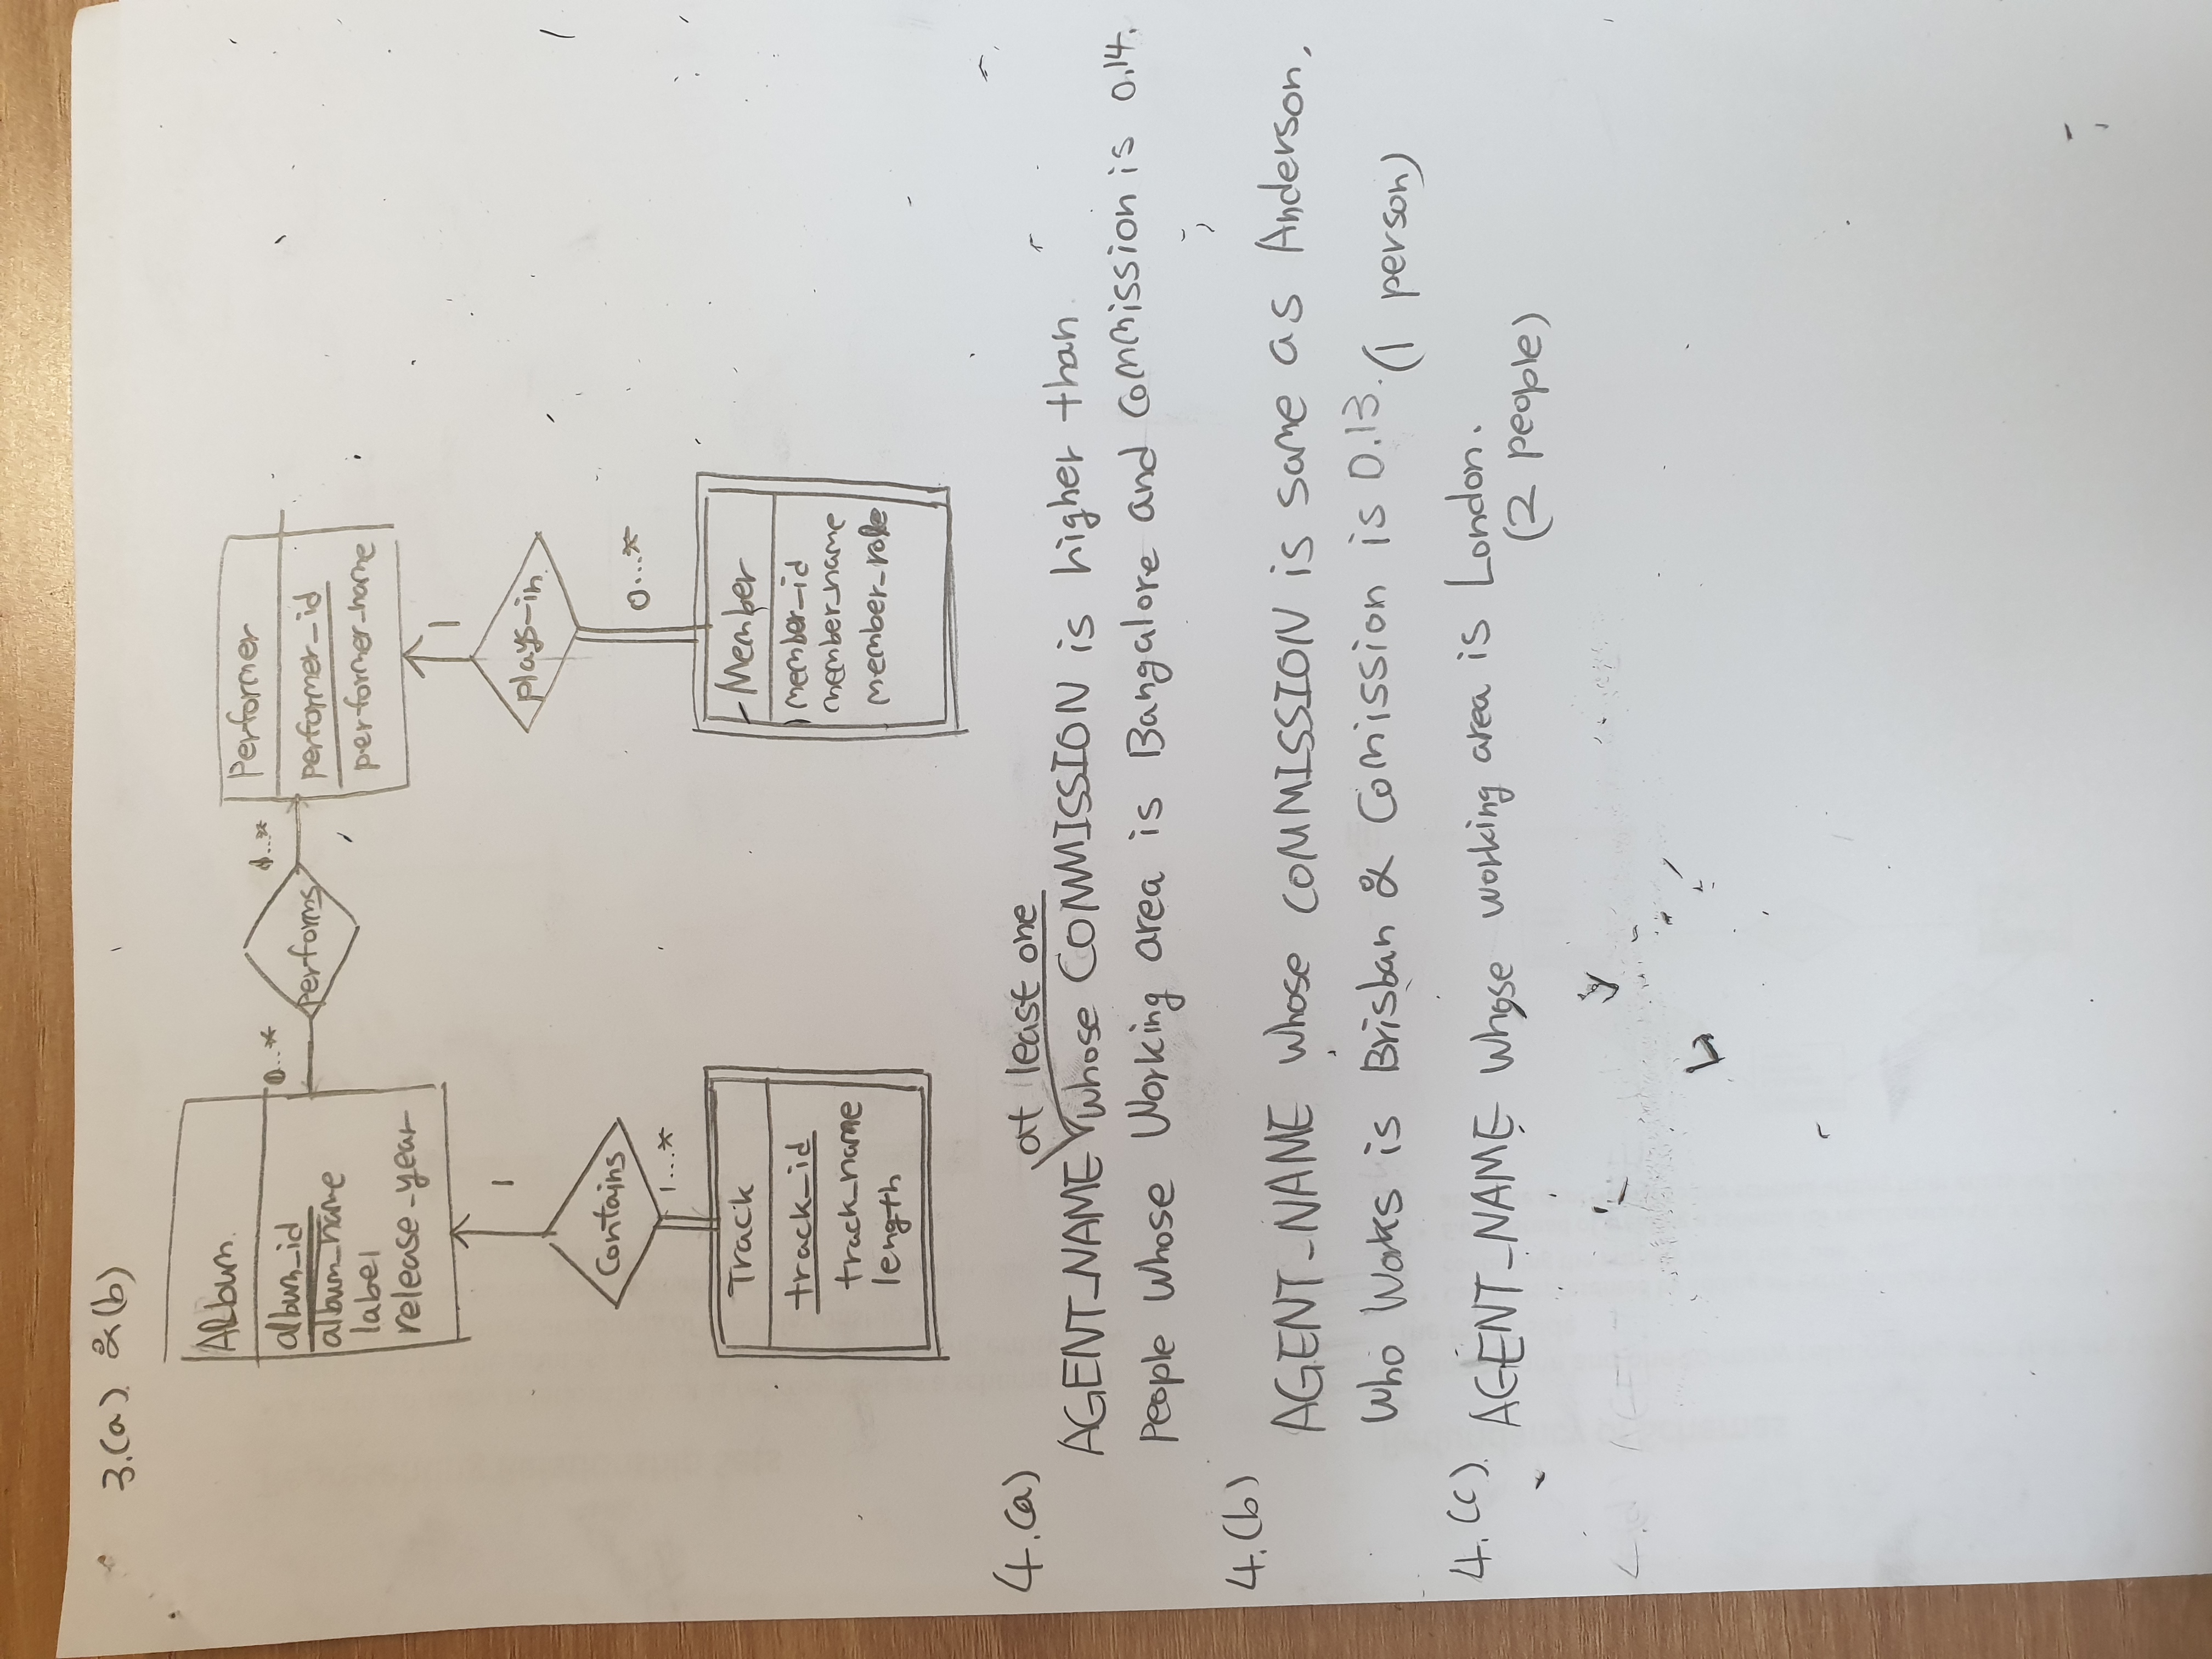 3.(a) &(b)
Album
album_id
album_name
label
release_year
0...*
performs
1...*
Performer
performer_id
performer_name
1
Contains
1...*
1
plays-in
0...*
Track
track_id
track_name
length
Member
member_id
member_name
member_role
4.(a)
at least one
AGENT_NAME whose COMMISSION is higher than
People whose Working area is Bangalore and commission is 0.14.
4.(b)
AGENT_NAME whose COMMISSION is same as Anderson.
who works is Brisban & Comission is 0.13. (1 person)
4.(c). AGENT_NAME whose working area is London.
(2 people)